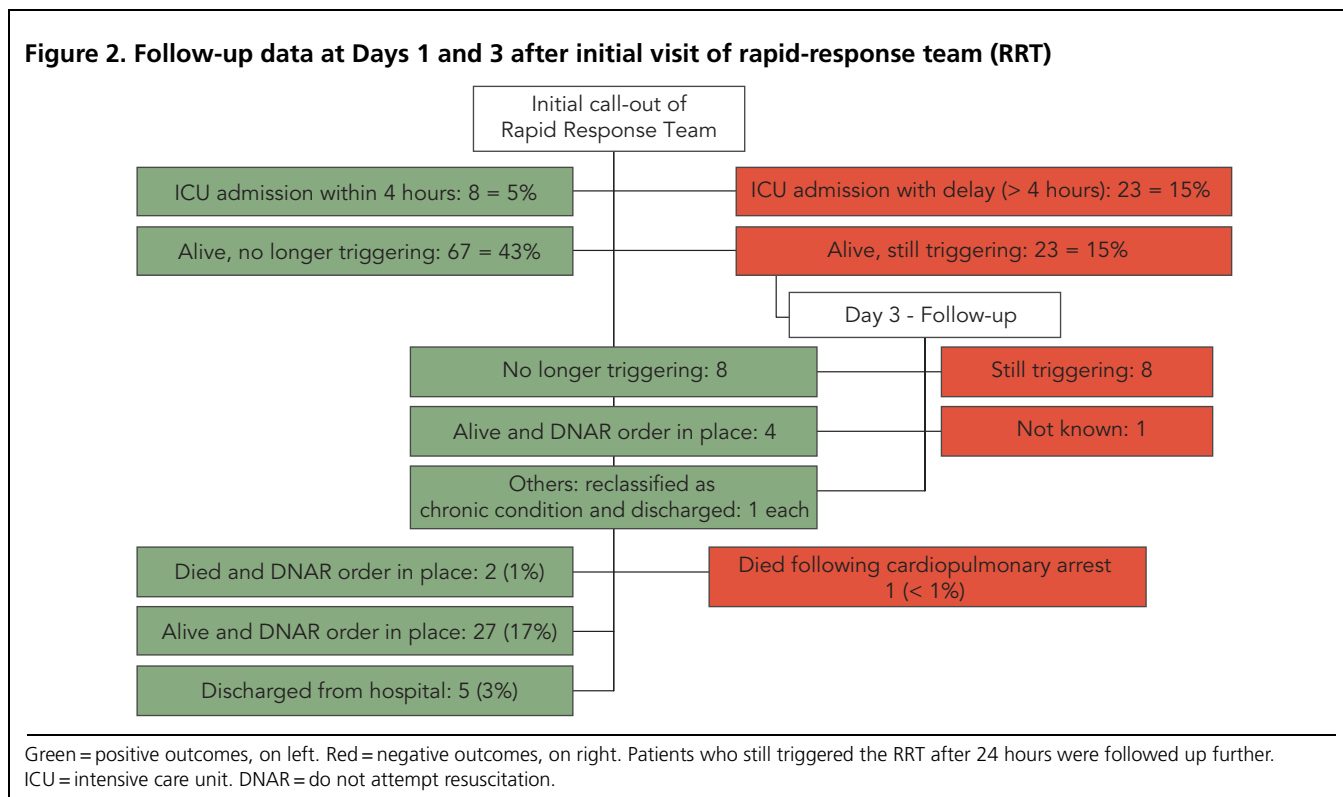 Figure 2. Follow-up data at Days 1 and 3 after initial visit of rapid-response team (RRT)
Initial call-out of
Rapid Response Team
ICU admission within 4 hours: 8 = 5%
ICU admission with delay (> 4 hours): 23 = 15%
Alive, no longer triggering: 67 = 43%
Alive, still triggering: 23 = 15%
Day 3 - Follow-up
No longer triggering: 8
Still triggering: 8
Alive and DNAR order in place: 4
Not known: 1
Others: reclassified as
chronic condition and discharged: 1 each
Died and DNAR order in place: 2 (1%)
Died following cardiopulmonary arrest
1 (< 1%)
Alive and DNAR order in place: 27 (17%)
Discharged from hospital: 5 (3%)
Green = positive outcomes, on left. Red = negative outcomes, on right. Patients who still triggered the RRT after 24 hours were followed up further.
ICU = intensive care unit. DNAR = do not attempt resuscitation.